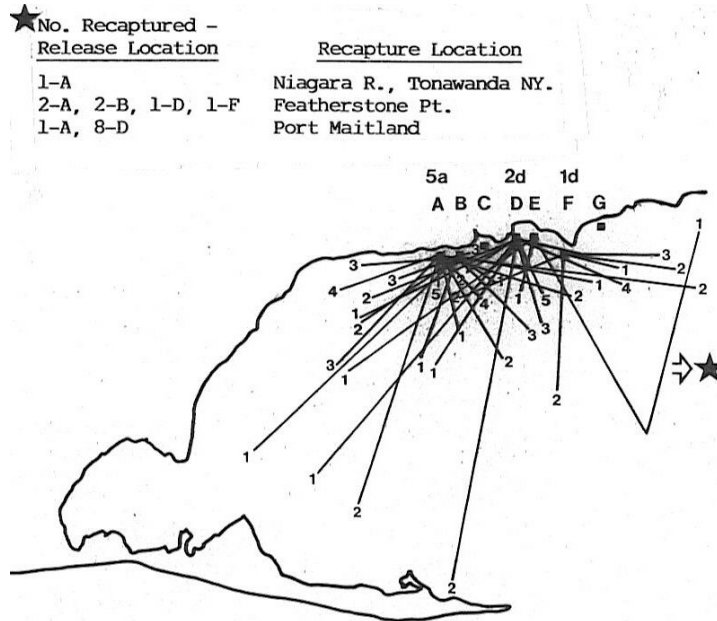 No. Recaptured -
Release Location Recapture Location
1-A Niagara R., Tonawanda NY.
2-A, 2-B, 1-D, 1-F Featherstone Pt.
1-A, 8-D Port Maitland
5a 2d 1d
A B C D E F G
1
3 3 3 3
4 2 5 2 4 1 5 2 1 4 2
1 1 2
2
1 3 3
3 1 1 1 2
2
1
1
2
2